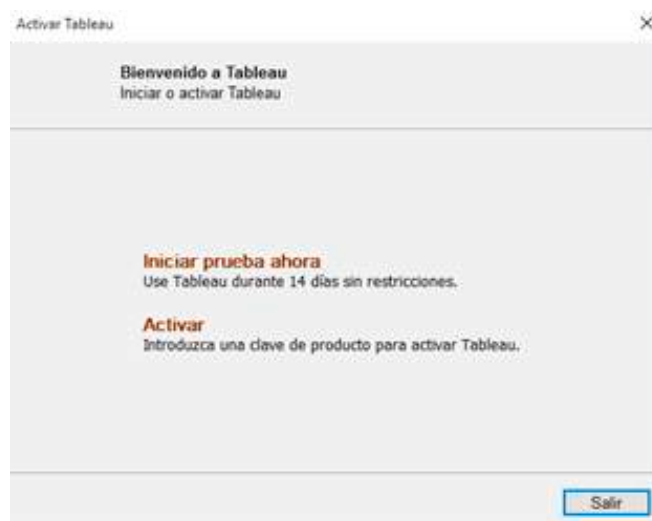 Activar Tableau
Bienvenido a Tableau
Iniciar o activar Tableau
Iniciar prueba ahora
Use Tableau durante 14 días sin restricciones.
Activar
Introduzca una clave de producto para activar Tableau.
Salir